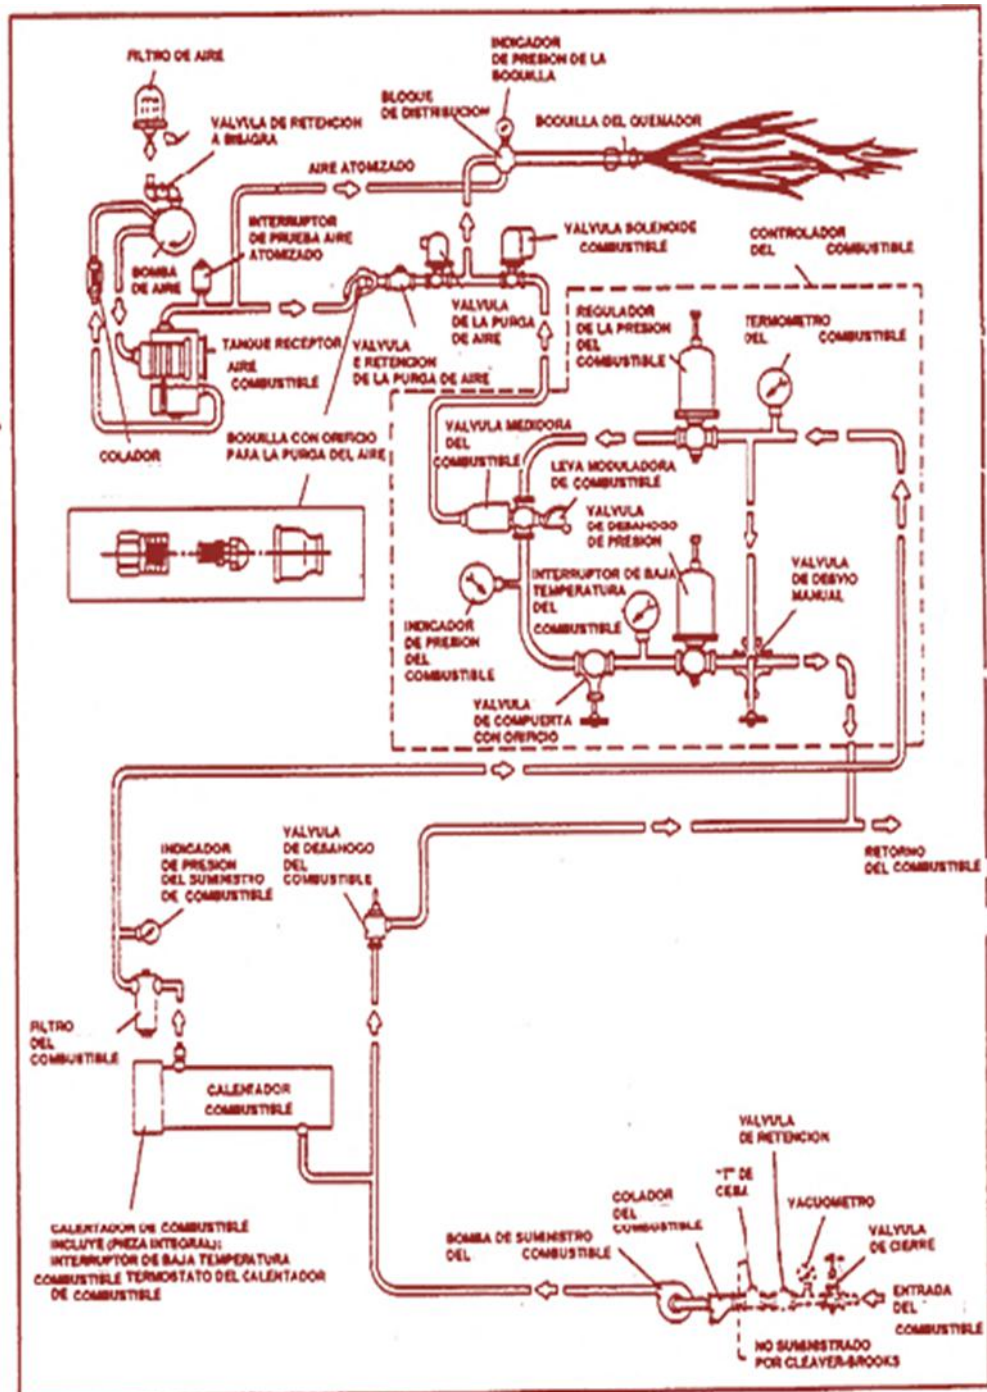 FILTRO DE AIRE
INDICADOR
DE PRESION DE LA
BOQUILLA
BLOQUE
DE DISTRIBUCION
BOQUILLA DEL QUEMADOR
VALVULA DE RETENCION
A BISAGRA
AIRE ATOMIZADO
INTERRUPTOR
DE PRUEBA AIRE
ATOMIZADO
VALVULA SOLENOIDE
COMBUSTIBLE
CONTROLADOR
DEL COMBUSTIBLE
BOMBA
DE AIRE
VALVULA
DE LA PURGA
DE AIRE
REGULADOR
DE LA PRESION
DEL
COMBUSTIBLE
TERMOMETRO
DEL COMBUSTIBLE
TANQUE RECEPTOR
AIRE
COMBUSTIBLE
VALVULA
E RETENCION
DE LA PURGA DE AIRE
COLADOR
BOQUILLA CON ORIFICIO
PARA LA PURGA DEL AIRE
VALVULA MEDIDORA
DEL
COMBUSTIBLE
LEVA MODULADORA
DE COMBUSTIBLE
VALVULA
DE DESAHOGO
DE PRESION
INTERRUPTOR DE BAJA
TEMPERATURA
DEL
COMBUSTIBLE
VALVULA
DE DESVIO
MANUAL
INDICADOR
DE PRESION
DEL
COMBUSTIBLE
VALVULA
DE COMPUERTA
CON ORIFICIO
INDICADOR
DE PRESION
DEL SUMINISTRO
DE COMBUSTIBLE
VALVULA
DE DESAHOGO
DEL
COMBUSTIBLE
RETORNO
DEL COMBUSTIBLE
FILTRO
DEL
COMBUSTIBLE
CALENTADOR
COMBUSTIBLE
CALENTADOR DE COMBUSTIBLE
INCLUYE (PIEZA INTEGRAL):
INTERRUPTOR DE BAJA TEMPERATURA
COMBUSTIBLE TERMOSTATO DEL CALENTADOR
DE COMBUSTIBLE
BOMBA DE SUMINISTRO
DEL COMBUSTIBLE
COLADOR
DEL
COMBUSTIBLE
"T" DE
CEBA
VALVULA
DE RETENCION
VACUOMETRO
VALVULA
DE CIERRE
ENTRADA
DEL
COMBUSTIBLE
NO SUMINISTRADO
POR CLEAVER-BROOKS